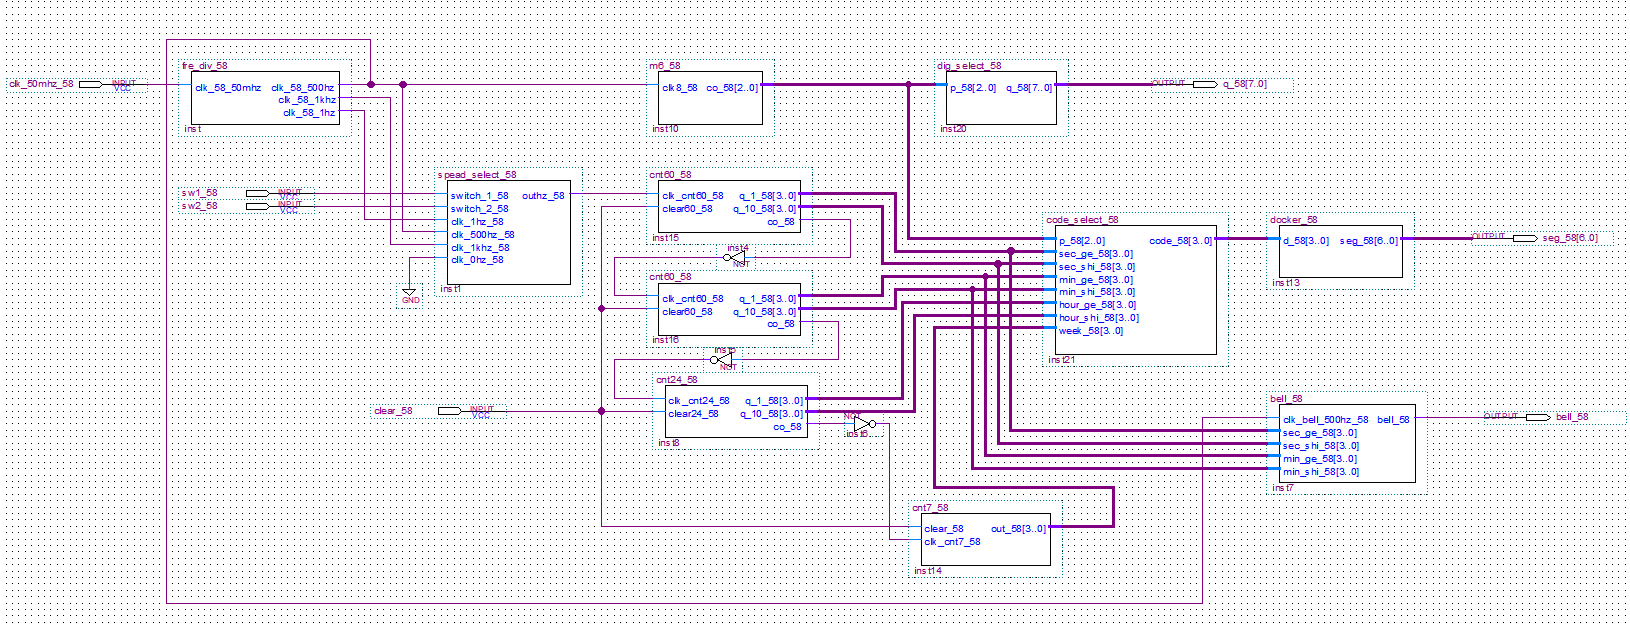 fre_div_58
clk_50mhz_58
INPUT
VCC
clk_58_50mhz
clk_58_500hz
clk_58_1khz
clk_58_1hz
inst
m6_58
clk8_58
co_58[2..0]
inst10
dig_select_58
p_58[2..0]
q_58[7..0]
inst20
OUTPUT
q_58[7..0]
sw1_58
INPUT
VCC
sw2_58
INPUT
VCC
spead_select_58
switch_1_58
outhz_58
switch_2_58
clk_1hz_58
clk_500hz_58
clk_1khz_58
clk_0hz_58
inst1
GND
cnt60_58
clk_cnt60_58
q_1_58[3..0]
clear60_58
q_10_58[3..0]
co_58
inst15
inst4
NOT
cnt60_58
clk_cnt60_58
q_1_58[3..0]
clear60_58
q_10_58[3..0]
co_58
inst16
inst5
NOT
cnt24_58
clk_cnt24_58
q_1_58[3..0]
clear24_58
q_10_58[3..0]
co_58
inst8
NOT
inst6
clear_58
INPUT
VCC
code_select_58
p_58[2..0]
code_58[3..0]
sec_ge_58[3..0]
sec_shi_58[3..0]
min_ge_58[3..0]
min_shi_58[3..0]
hour_ge_58[3..0]
hour_shi_58[3..0]
week_58[3..0]
inst21
docker_58
d_58[3..0]
seg_58[6..0]
inst13
OUTPUT
seg_58[6..0]
bell_58
clk_bell_500hz_58
bell_58
sec_ge_58[3..0]
sec_shi_58[3..0]
min_ge_58[3..0]
min_shi_58[3..0]
inst7
OUTPUT
bell_58
cnt7_58
clear_58
out_58[3..0]
clk_cnt7_58
inst14